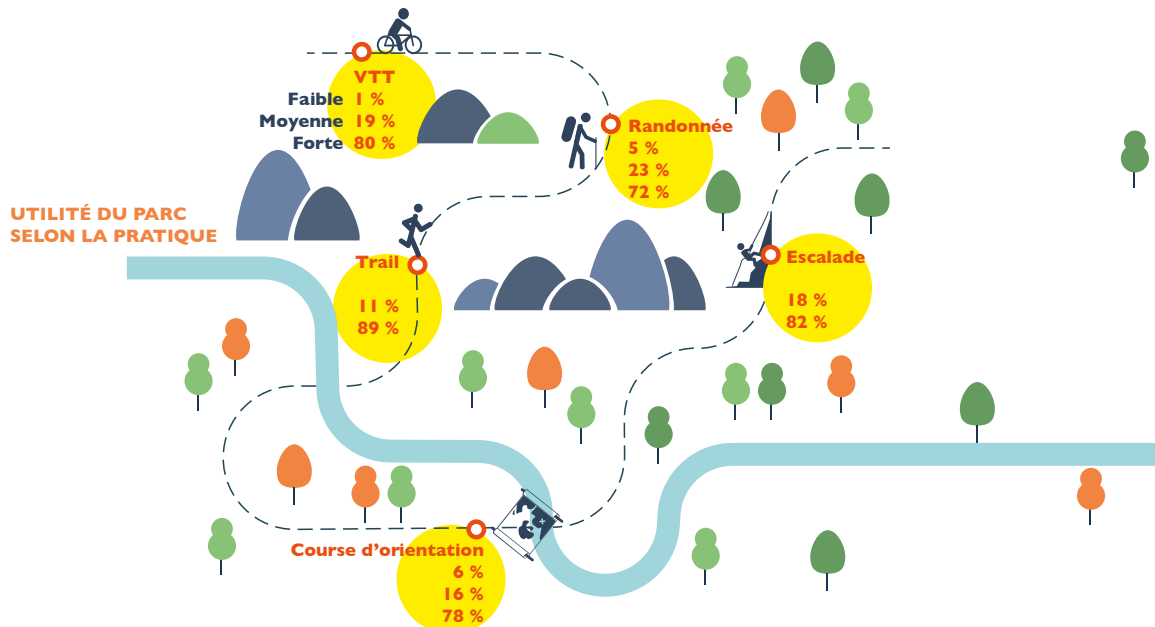 VTT
Faible 1 %
Moyenne 19 %
Forte 80 %
Randonnée
5 %
23 %
72 %
UTILITÉ DU PARC
SELON LA PRATIQUE
Trail
11 %
89 %
Escalade
18 %
82 %
Course d'orientation
6 %
16 %
78 %